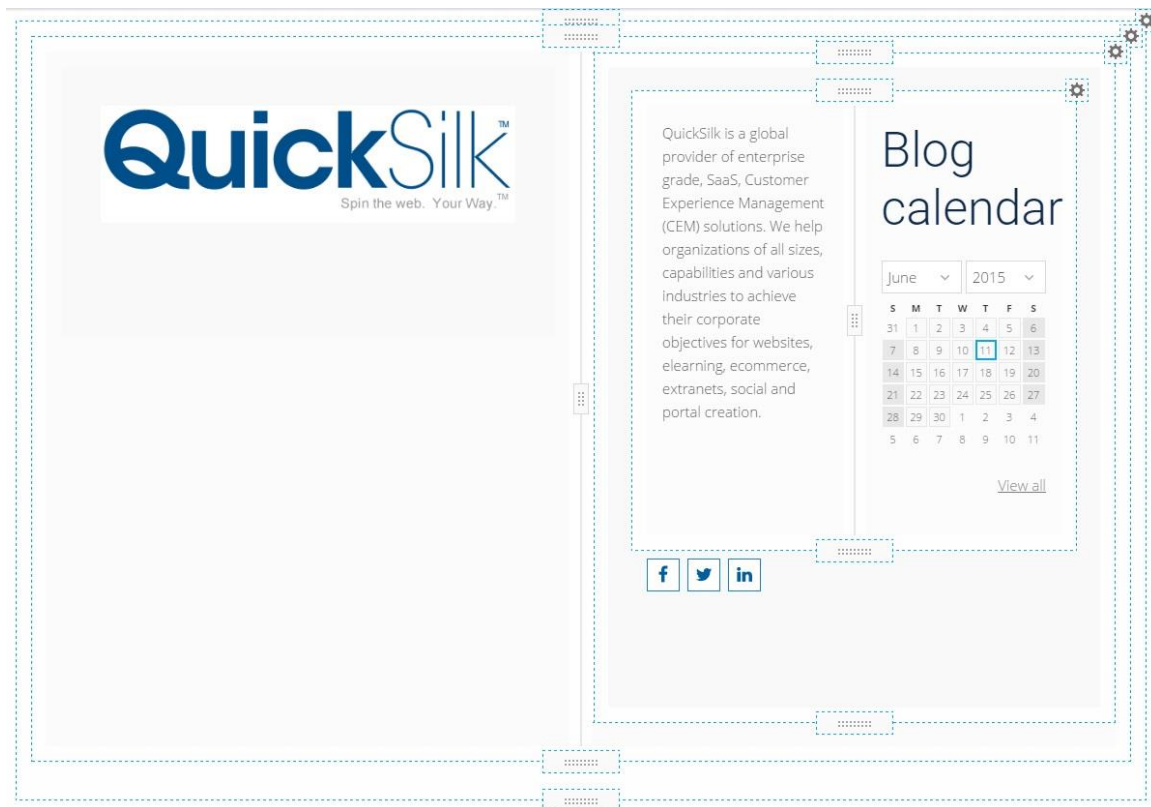 QuickSilk™
Spin the web. Your Way.™
QuickSilk is a global
provider of enterprise
grade, SaaS, Customer
Experience Management
(CEM) solutions. We help
organizations of all sizes,
capabilities and various
industries to achieve
their corporate
objectives for websites,
elearning, ecommerce,
extranets, social and
portal creation.
Blog
calendar
June 2015
S M T W T F S
31 1 2 3 4 5 6
7 8 9 10 11 12 13
14 15 16 17 18 19 20
21 22 23 24 25 26 27
28 29 30 1 2 3 4
5 6 7 8 9 10 11
View all
f in